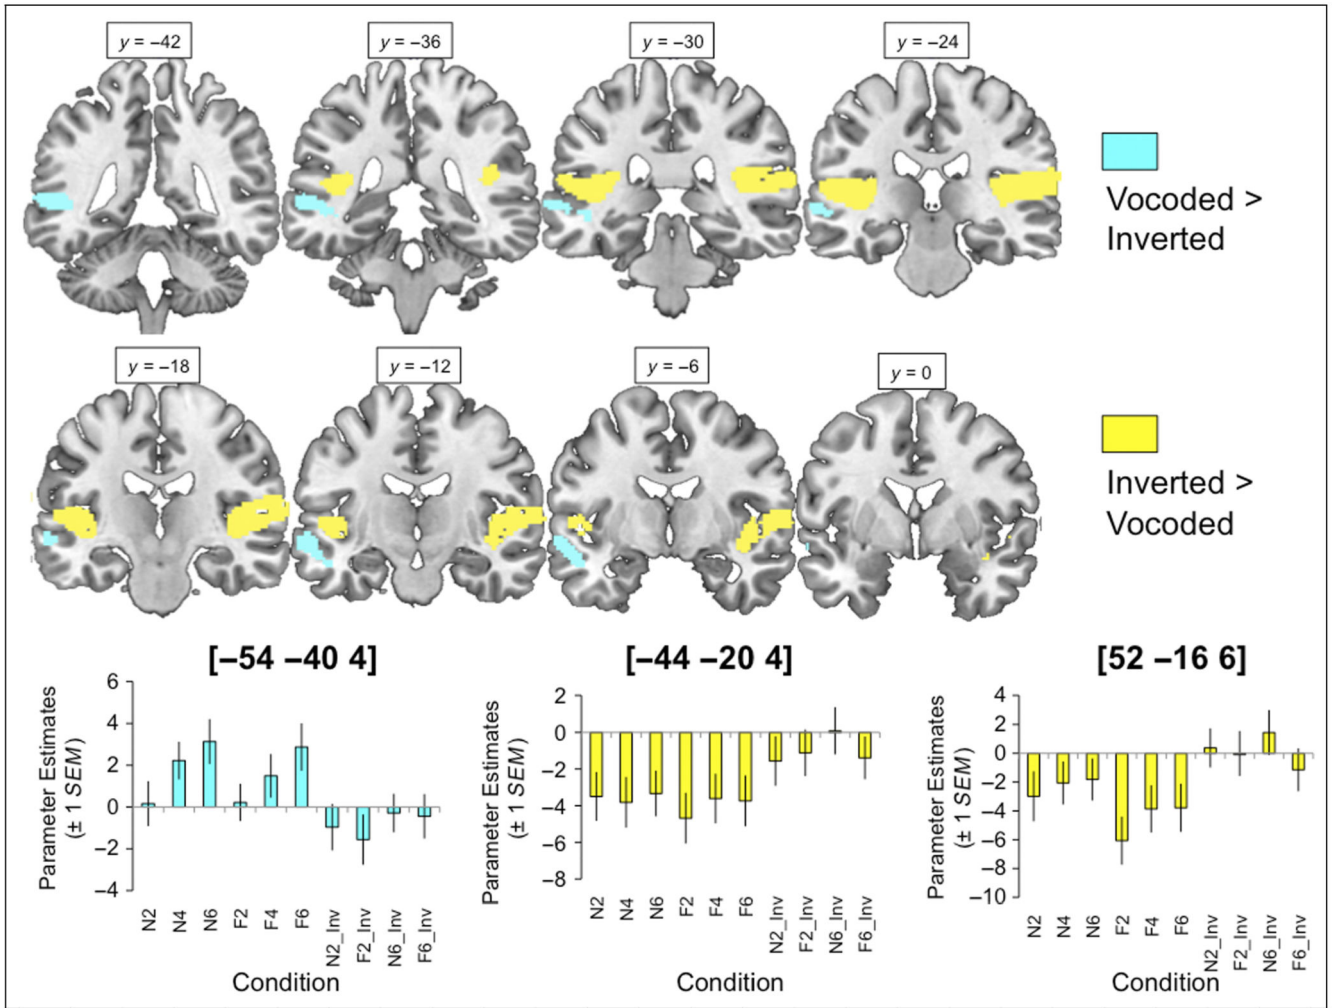 y = –42
y = –36
y = –30
y = –24
Vocoded >
Inverted
y = –18
y = –12
y = –6
y = 0
Inverted >
Vocoded
[–54 –40 4]
[–44 –20 4]
[52 –16 6]
Parameter Estimates
(± 1 SEM)
6
4
2
0
–2
–4
N2
N4
N6
F2
F4
F6
N2_Inv
F2_Inv
N6_Inv
F6_Inv
Condition
Parameter Estimates
(± 1 SEM)
2
0
–2
–4
–6
–8
N2
N4
N6
F2
F4
F6
N2_Inv
F2_Inv
N6_Inv
F6_Inv
Condition
Parameter Estimates
(± 1 SEM)
4
2
0
–2
–4
–6
–8
–10
N2
N4
N6
F2
F4
F6
N2_Inv
F2_Inv
N6_Inv
F6_Inv
Condition